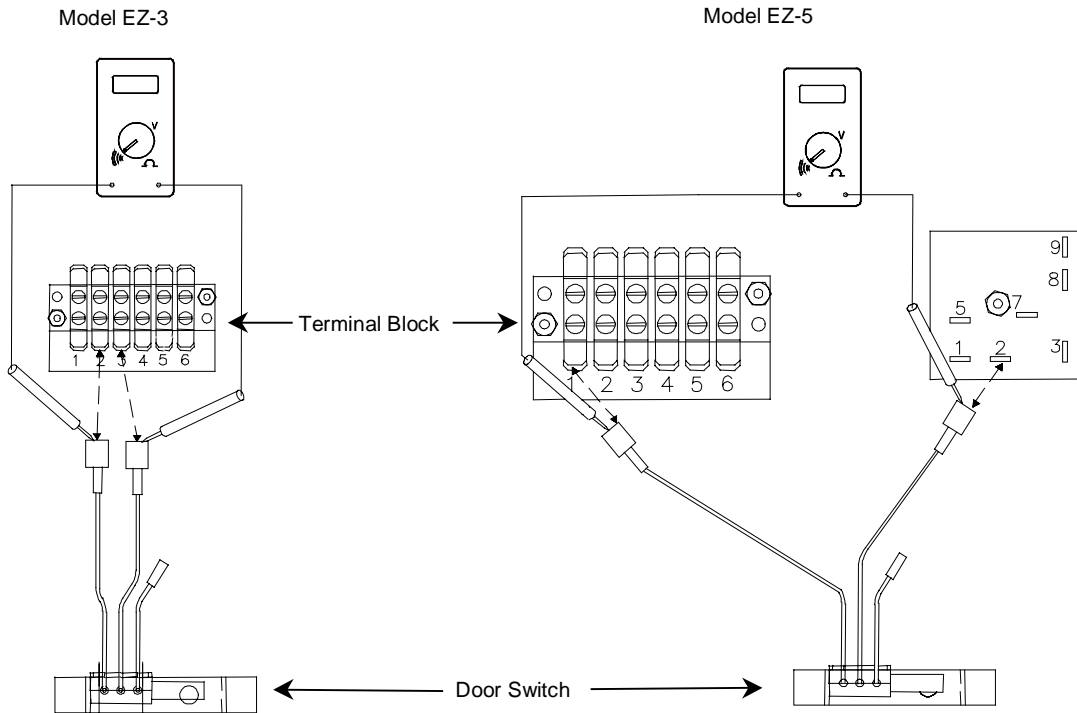 Model EZ-3
Model EZ-5
V
Ω
V
Ω
9
8
7
5
1 2 3
Terminal Block
1 2 3 4 5 6
1 2 3 4 5 6
Door Switch